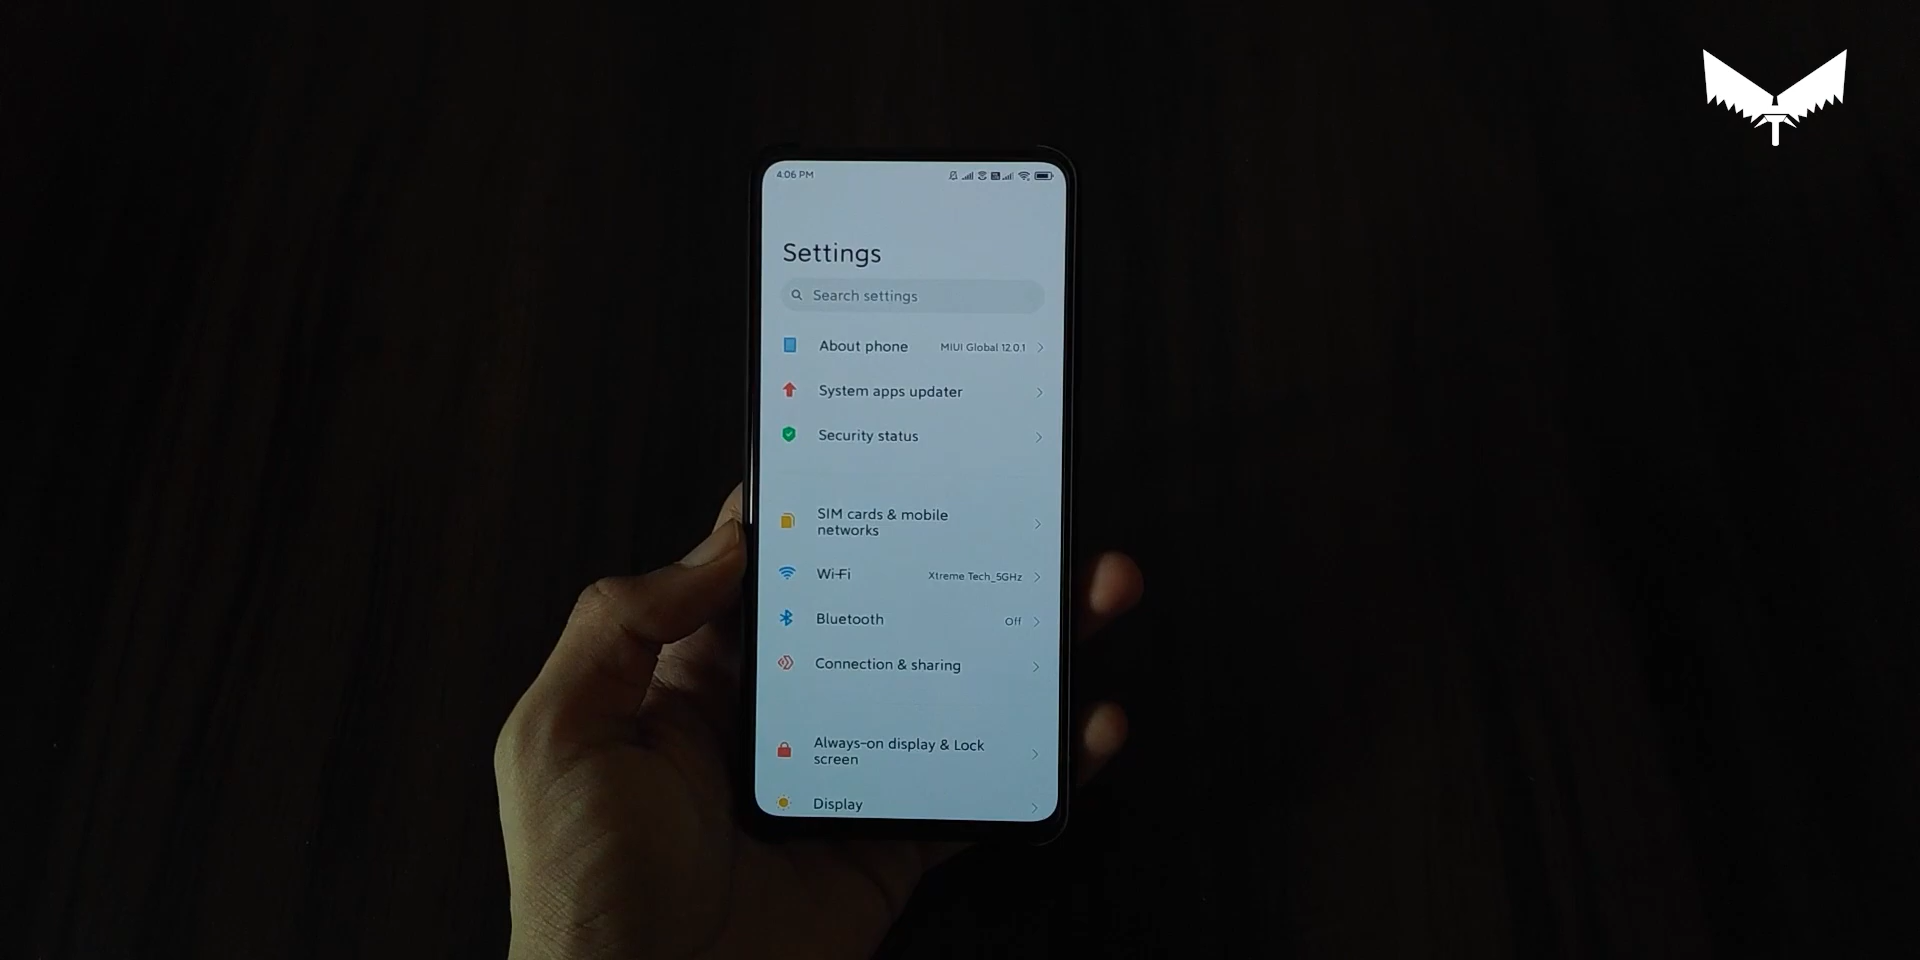 4:06 PM
Settings
Search settings
About phone MIUI Global 12.0.1
System apps updater
Security status
SIM cards & mobile
networks
Wi-Fi Xtreme Tech_5GHz
Bluetooth Off
Connection & sharing
Always-on display & Lock
screen
Display